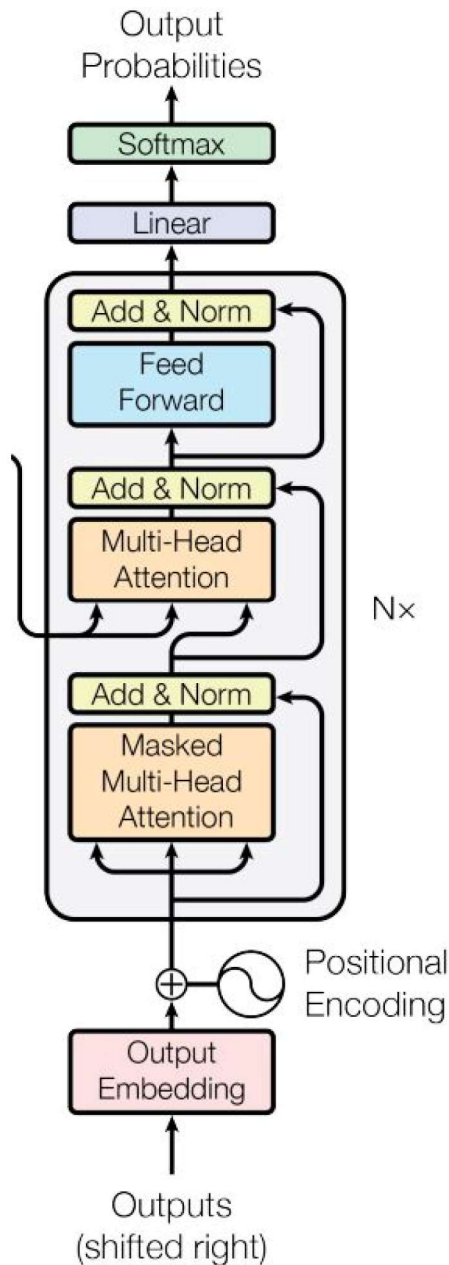 Output
Probabilities
Softmax
Linear
Add & Norm
Feed
Forward
Add & Norm
Multi-Head
Attention
N×
Add & Norm
Masked
Multi-Head
Attention
Positional
Encoding
Output
Embedding
Outputs
(shifted right)